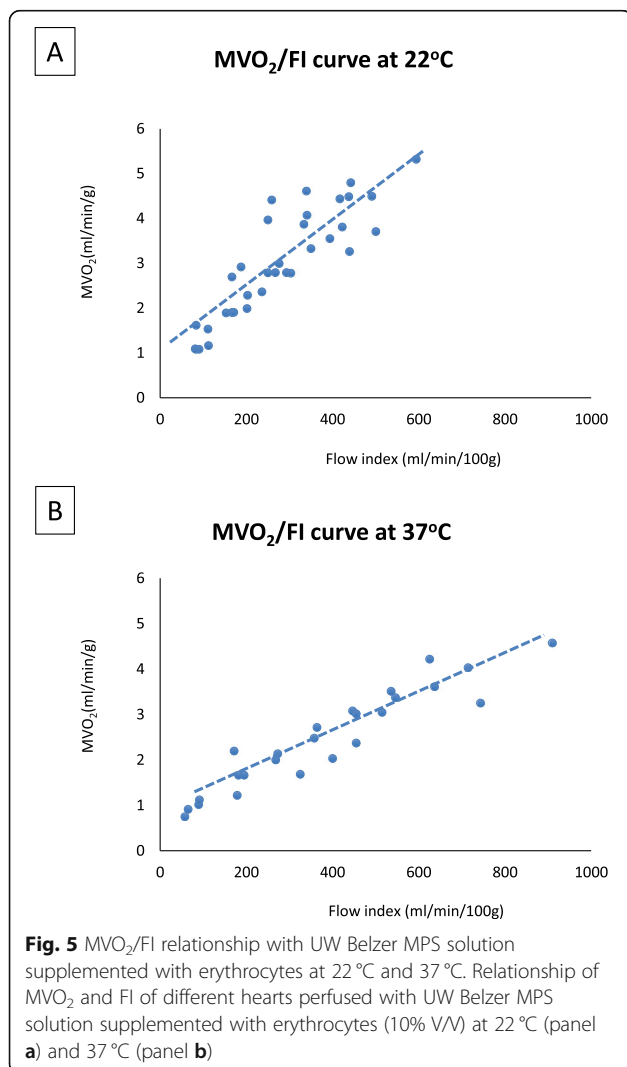 A
MVO₂/FI curve at 22°C
6
5
4
3
2
1
0
MVO₂(ml/min/g)
0 200 400 600 800 1000
Flow index (ml/min/100g)
B
MVO₂/FI curve at 37°C
6
5
4
3
2
1
0
MVO₂(ml/min/g)
0 200 400 600 800 1000
Flow index (ml/min/100g)
Fig. 5 MVO₂/FI relationship with UW Belzer MPS solution
supplemented with erythrocytes at 22 °C and 37 °C. Relationship of
MVO₂ and FI of different hearts perfused with UW Belzer MPS
solution supplemented with erythrocytes (10% V/V) at 22 °C (panel
a) and 37 °C (panel b)